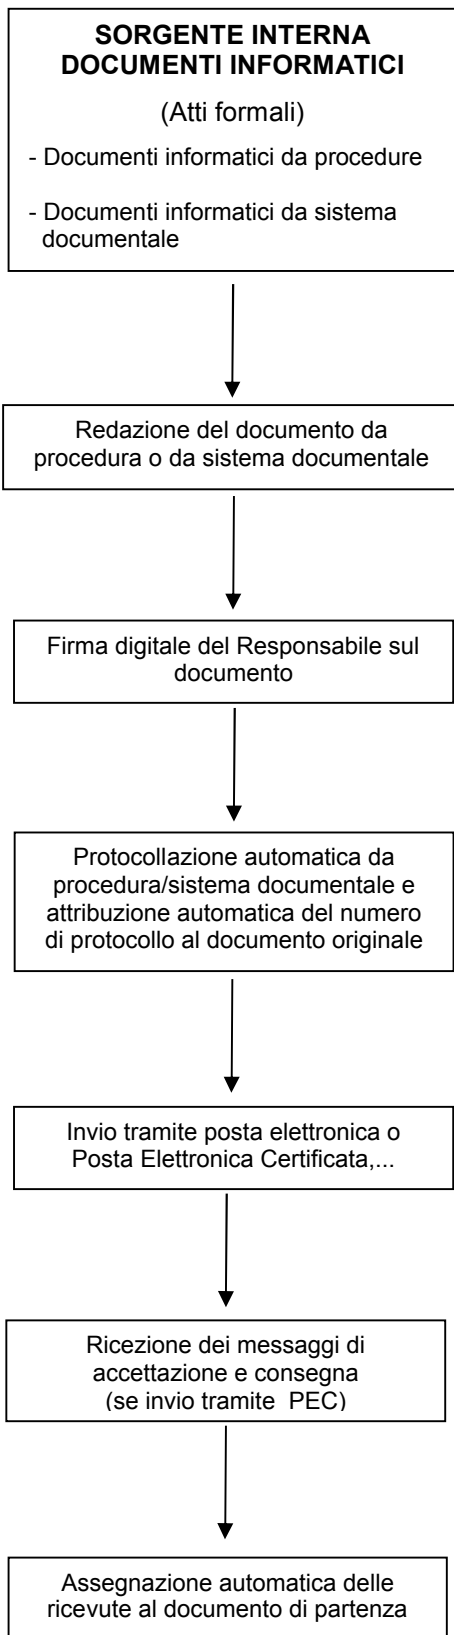 SORGENTE INTERNA
DOCUMENTI INFORMATICI
(Atti formali)
- Documenti informatici da procedure
- Documenti informatici da sistema
documentale
Redazione del documento da
procedura o da sistema documentale
Firma digitale del Responsabile sul
documento
Protocollazione automatica da
procedura/sistema documentale e
attribuzione automatica del numero
di protocollo al documento originale
Invio tramite posta elettronica o
Posta Elettronica Certificata,...
Ricezione dei messaggi di
accettazione e consegna
(se invio tramite PEC)
Assegnazione automatica delle
ricevute al documento di partenza